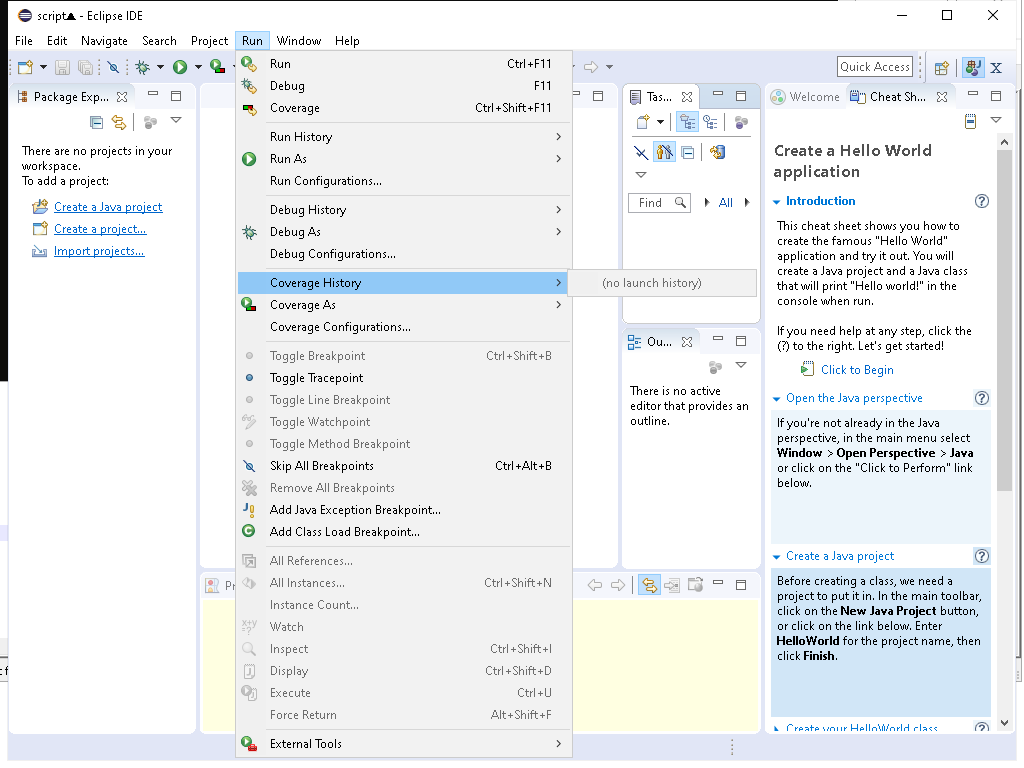 script▲ - Eclipse IDE
File Edit Navigate Search Project Run Window Help
Quick Access
Package Exp...
There are no projects in your
workspace.
To add a project:
Create a Java project
Create a project...
Import projects...
Run Ctrl+F11
Debug F11
Coverage Ctrl+Shift+F11
Run History
Run As
Run Configurations...
Debug History
Debug As
Debug Configurations...
Coverage History
(no launch history)
Coverage As
Coverage Configurations...
Toggle Breakpoint Ctrl+Shift+B
Toggle Tracepoint
Toggle Line Breakpoint
Toggle Watchpoint
Toggle Method Breakpoint
Skip All Breakpoints Ctrl+Alt+B
Remove All Breakpoints
Add Java Exception Breakpoint...
Add Class Load Breakpoint...
All References...
All Instances... Ctrl+Shift+N
Instance Count...
Watch
Inspect Ctrl+Shift+I
Display Ctrl+Shift+D
Execute Ctrl+U
Force Return Alt+Shift+F
External Tools
Tas...
Find All
Ou...
There is no active
editor that provides an
outline.
Welcome Cheat Sh...
Create a Hello World
application
Introduction
This cheat sheet shows you how to
create the famous "Hello World"
application and try it out. You will
create a Java project and a Java class
that will print "Hello world!" in the
console when run.
If you need help at any step, click the
(?) to the right. Let's get started!
Click to Begin
Open the Java perspective
If you're not already in the Java
perspective, in the main menu select
Window > Open Perspective > Java
or click on the "Click to Perform" link
below.
Create a Java project
Before creating a class, we need a
project to put it in. In the main toolbar,
click on the New Java Project button,
or click on the link below. Enter
HelloWorld for the project name, then
click Finish.
Create your HelloWorld class